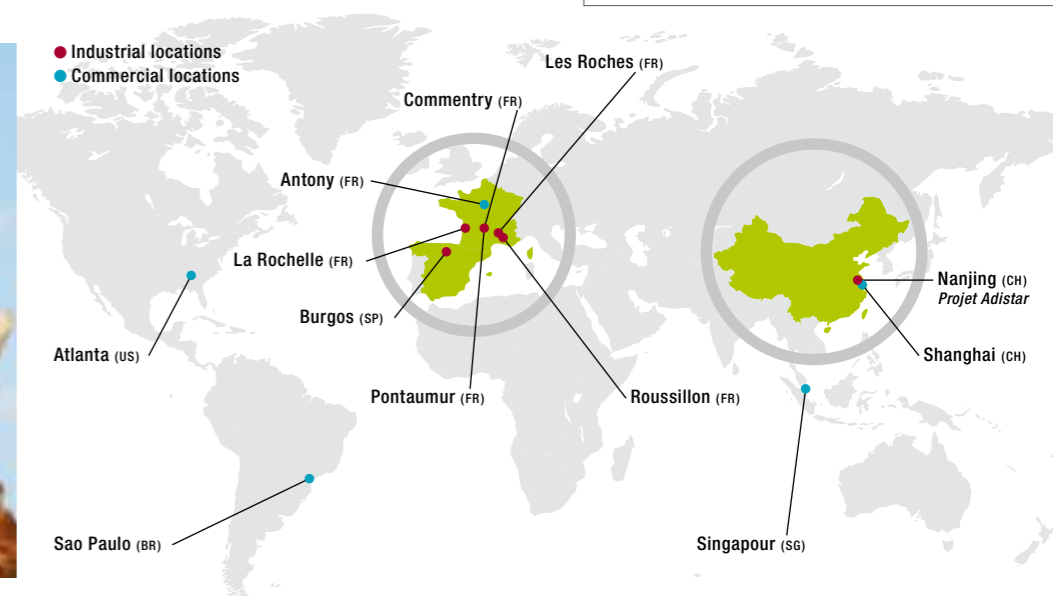 Industrial locations
Commercial locations
Les Roches (FR)
Commentry (FR)
Antony (FR)
La Rochelle (FR)
Burgos (SP)
Atlanta (US)
Pontaumur (FR)
Roussillon (FR)
Nanjing (CH)
Projet Adistar
Shanghai (CH)
Sao Paulo (BR)
Singapour (SG)